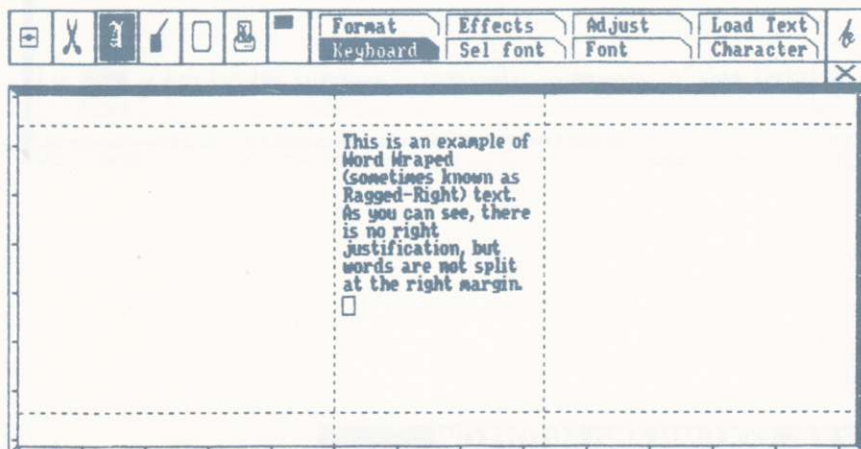 Format Effects Adjust Load Text
Keyboard Sel font Font Character
This is an example of
Word Wraped
(sometimes known as
Ragged-Right) text.
As you can see, there
is no right
justification, but
words are not split
at the right margin.